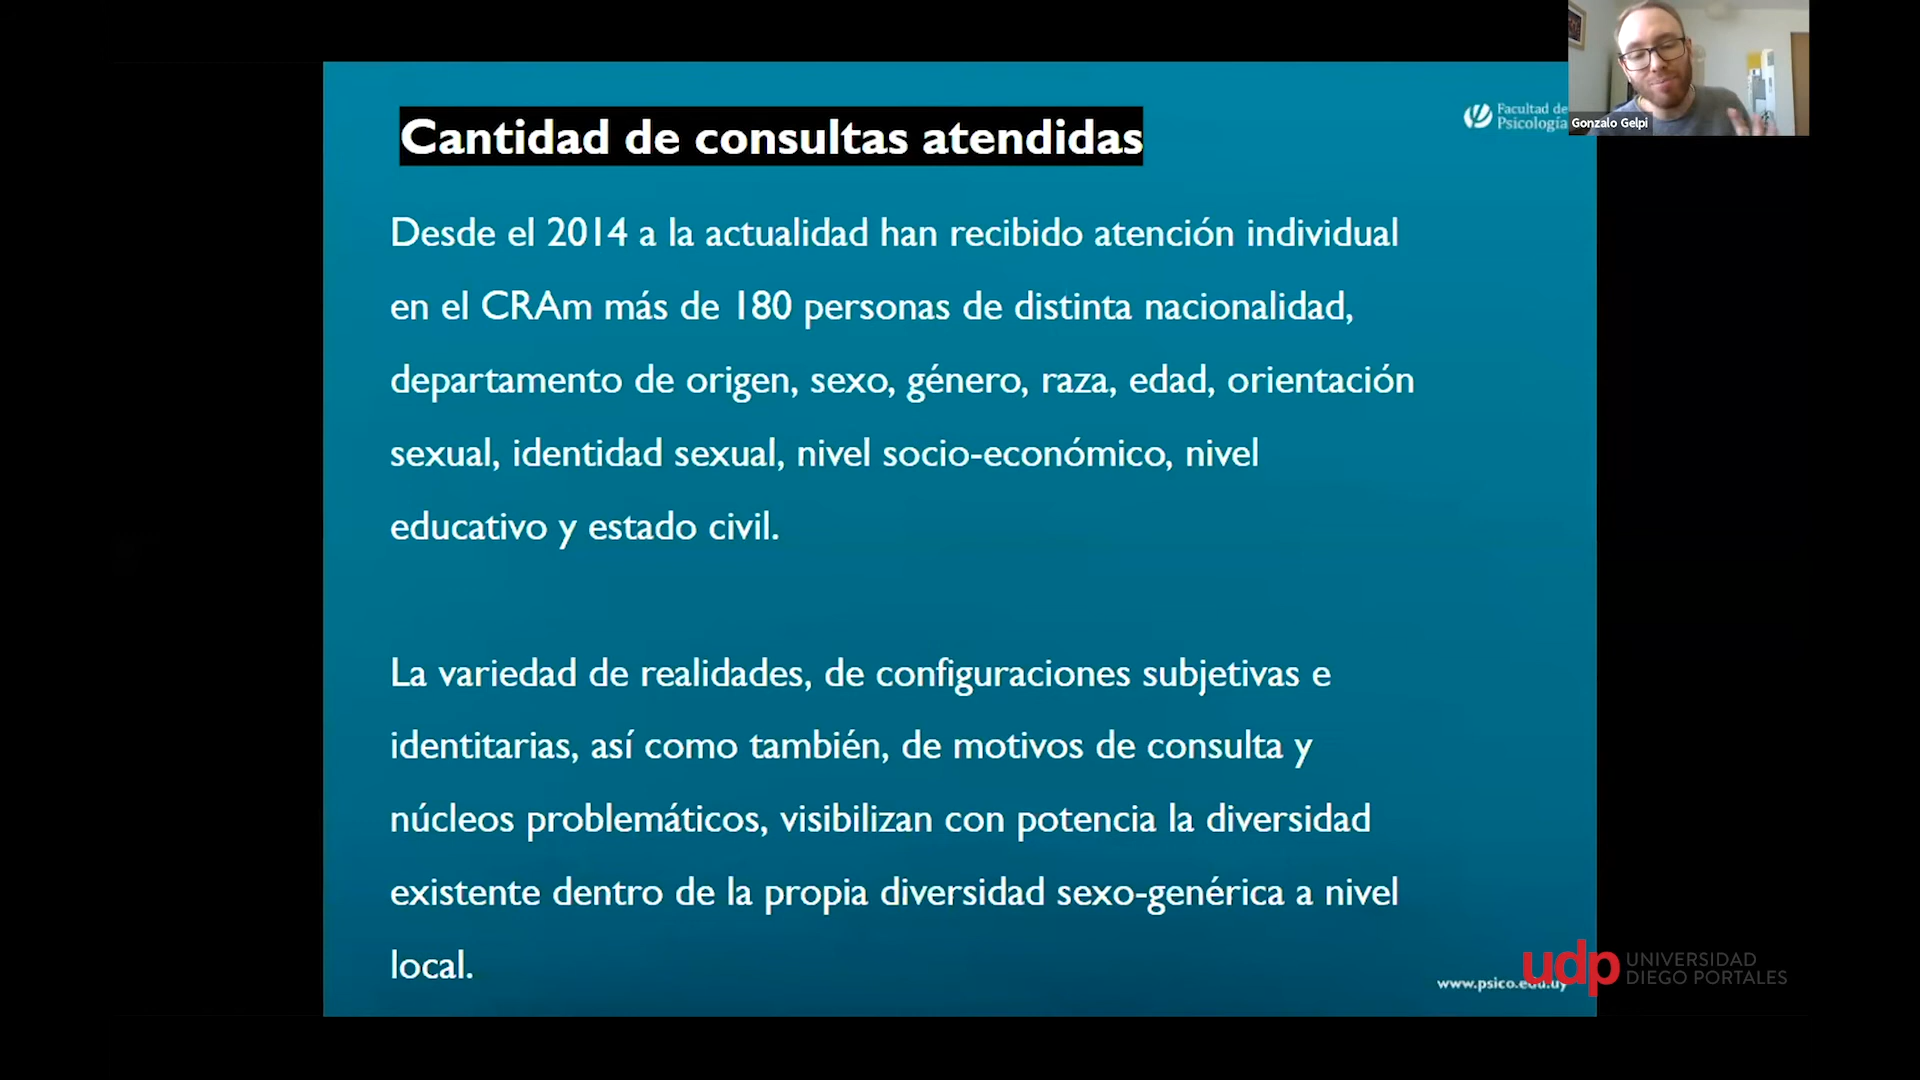 Cantidad de consultas atendidas
Facultad de
Psicología
Gonzalo Gelpi
Desde el 2014 a la actualidad han recibido atención individual
en el CRAm más de 180 personas de distinta nacionalidad,
departamento de origen, sexo, género, raza, edad, orientación
sexual, identidad sexual, nivel socio-económico, nivel
educativo y estado civil.
La variedad de realidades, de configuraciones subjetivas e
identitarias, así como también, de motivos de consulta y
núcleos problemáticos, visibilizan con potencia la diversidad
existente dentro de la propia diversidad sexo-genérica a nivel
local.
www.psico.edu.uy
udp UNIVERSIDAD
DIEGO PORTALES